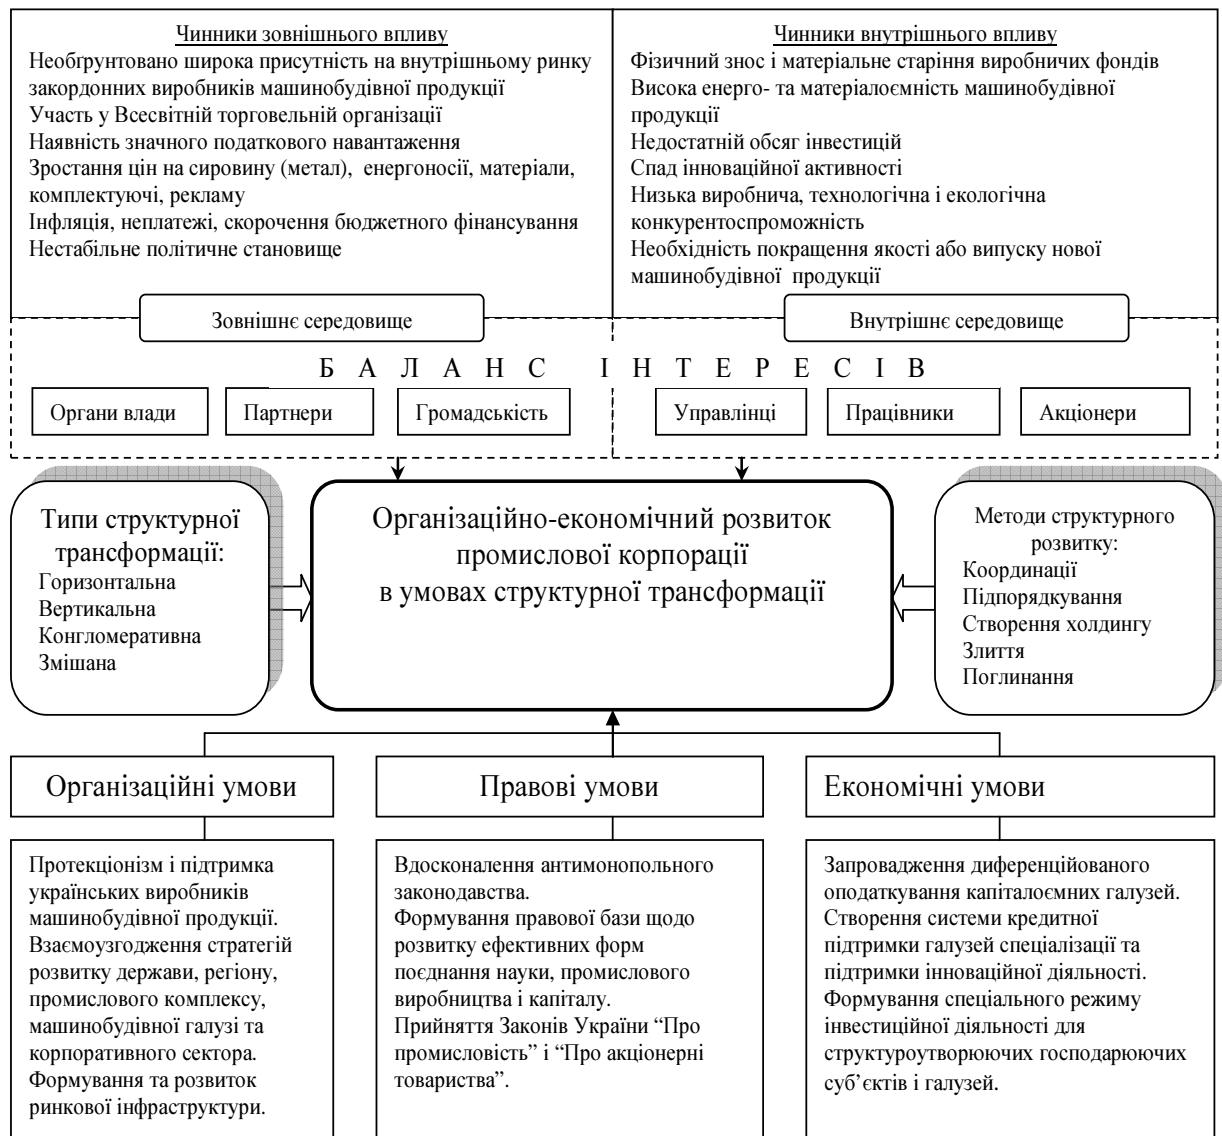 Чинники зовнішнього впливу
Необґрунтовано широка присутність на внутрішньому ринку
закордонних виробників машинобудівної продукції
Участь у Всесвітній торговельній організації
Наявність значного податкового навантаження
Зростання цін на сировину (метал), енергоносії, матеріали,
комплектуючі, рекламу
Інфляція, неплатежі, скорочення бюджетного фінансування
Нестабільне політичне становище
Чинники внутрішнього впливу
Фізичний знос і матеріальне старіння виробничих фондів
Висока енерго- та матеріалоємність машинобудівної
продукції
Недостатній обсяг інвестицій
Спад інноваційної активності
Низька виробнича, технологічна і екологічна
конкурентоспроможність
Необхідність покращення якості або випуску нової
машинобудівної продукції
Зовнішнє середовище
Внутрішнє середовище
БАЛАНС ІНТЕРЕСІВ
Органи влади
Партнери
Громадськість
Управлінці
Працівники
Акціонери
Типи структурної
трансформації:
Горизонтальна
Вертикальна
Конгломеративна
Змішана
Організаційно-економічний розвиток
промислової корпорації
в умовах структурної трансформації
Методи структурного
розвитку:
Координації
Підпорядкування
Створення холдингу
Злиття
Поглинання
Організаційні умови
Правові умови
Економічні умови
Протекціонізм і підтримка
українських виробників
машинобудівної продукції.
Взаємоузгодження стратегій
розвитку держави, регіону,
промислового комплексу,
машинобудівної галузі та
корпоративного сектора.
Формування та розвиток
ринкової інфраструктури.
Вдосконалення антимонопольного
законодавства.
Формування правової бази щодо
розвитку ефективних форм
поєднання науки, промислового
виробництва і капіталу.
Прийняття Законів України “Про
промисловість” і “Про акціонерні
товариства”.
Запровадження диференційованого
оподаткування капіталоємних галузей.
Створення системи кредитної
підтримки галузей спеціалізації та
підтримки інноваційної діяльності.
Формування спеціального режиму
інвестиційної діяльності для
структуроутворюючих господарюючих
суб’єктів і галузей.